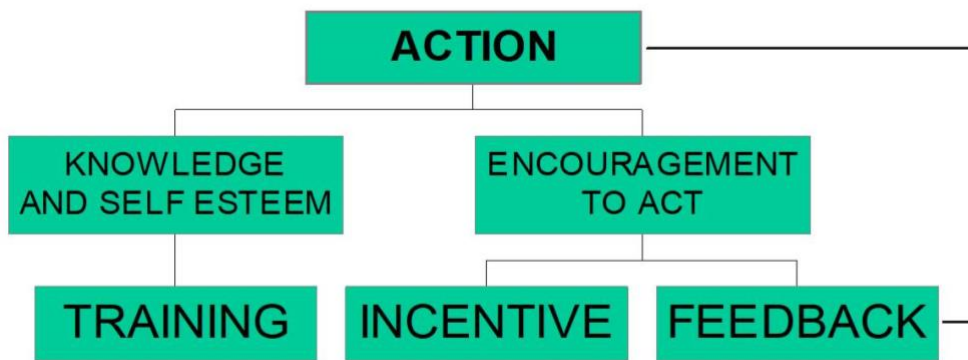 ACTION
KNOWLEDGE
AND SELF ESTEEM
ENCOURAGEMENT
TO ACT
TRAINING
INCENTIVE
FEEDBACK